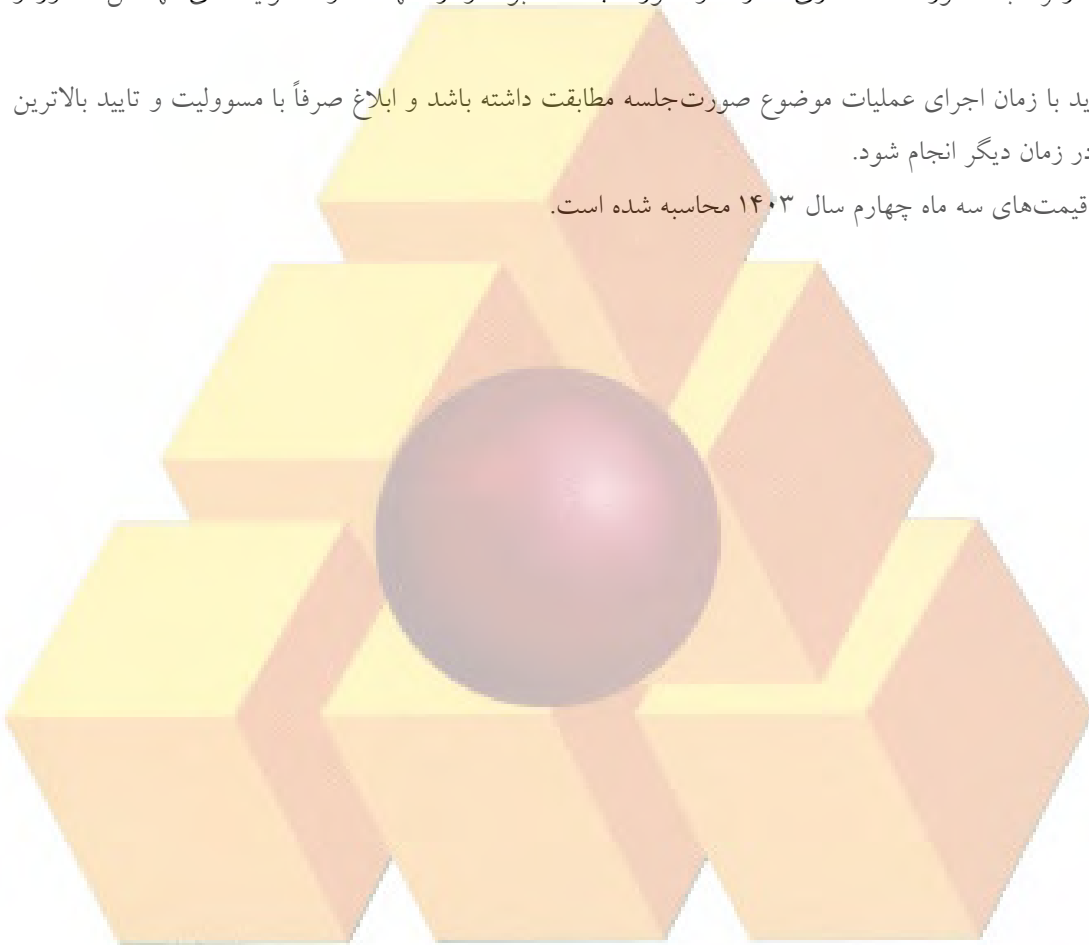 ید با زمان اجرای عملیات موضوع صورت‌جلسه مطابقت داشته باشد و ابلاغ صرفاً با مسوولیت و تایید بالاترین
در زمان دیگر انجام شود.
قیمت‌های سه ماه چهارم سال ۱۴۰۳ محاسبه شده است.